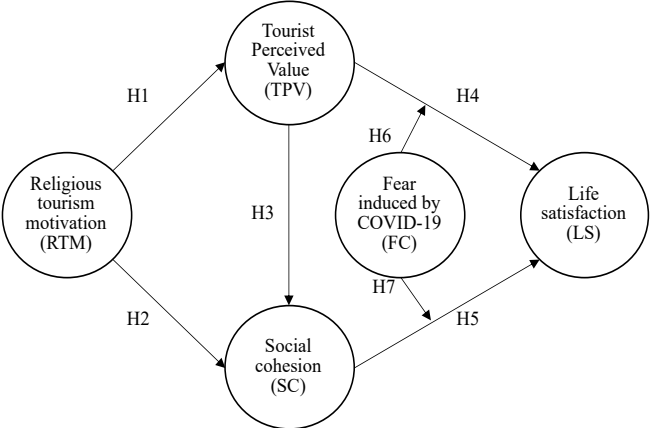 Tourist
Perceived
Value
(TPV)
H1
H4
H6
Religious
tourism
motivation
(RTM)
H3
Fear
induced by
COVID-19
(FC)
Life
satisfaction
(LS)
H7
H2
H5
Social
cohesion
(SC)